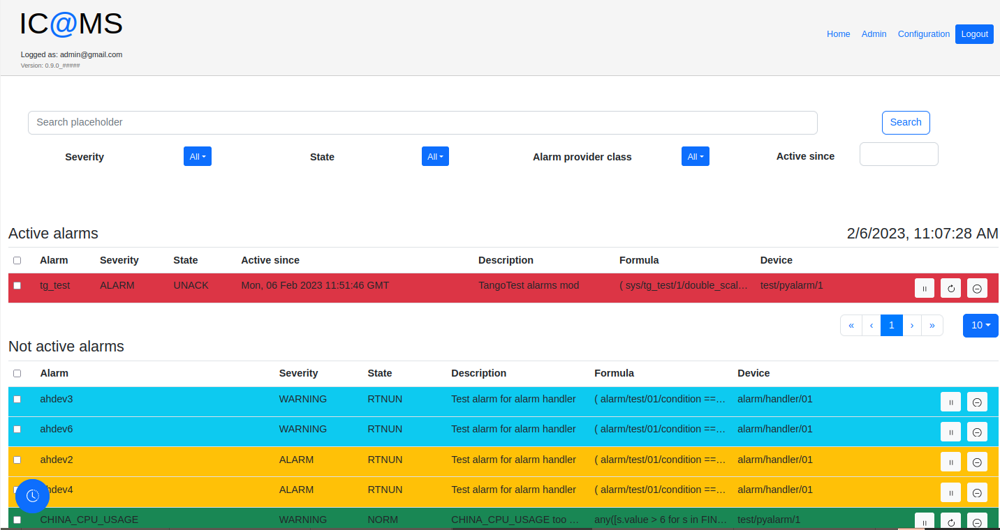 IC@MS
Home Admin Configuration Logout
Logged as: admin@gmail.com
Version: 0.9.0_#####
Search placeholder Search
Severity All State All Alarm provider class All Active since
Active alarms 2/6/2023, 11:07:28 AM
Alarm Severity State Active since Description Formula Device
tg_test ALARM UNACK Mon, 06 Feb 2023 11:51:46 GMT TangoTest alarms mod ( sys/tg_test/1/double_scal… test/pyalarm/1
« ‹ 1 › » 10
Not active alarms
Alarm Severity State Description Formula Device
ahdev3 WARNING RTNUN Test alarm for alarm handler ( alarm/test/01/condition ==… alarm/handler/01
ahdev6 WARNING RTNUN Test alarm for alarm handler ( alarm/test/01/condition ==… alarm/handler/01
ahdev2 ALARM RTNUN Test alarm for alarm handler ( alarm/test/01/condition ==… alarm/handler/01
hdev4 ALARM RTNUN Test alarm for alarm handler ( alarm/test/01/condition ==… alarm/handler/01
CHINA_CPU_USAGE WARNING NORM CHINA_CPU_USAGE too … any([s.value > 6 for s in FIN… test/pyalarm/1